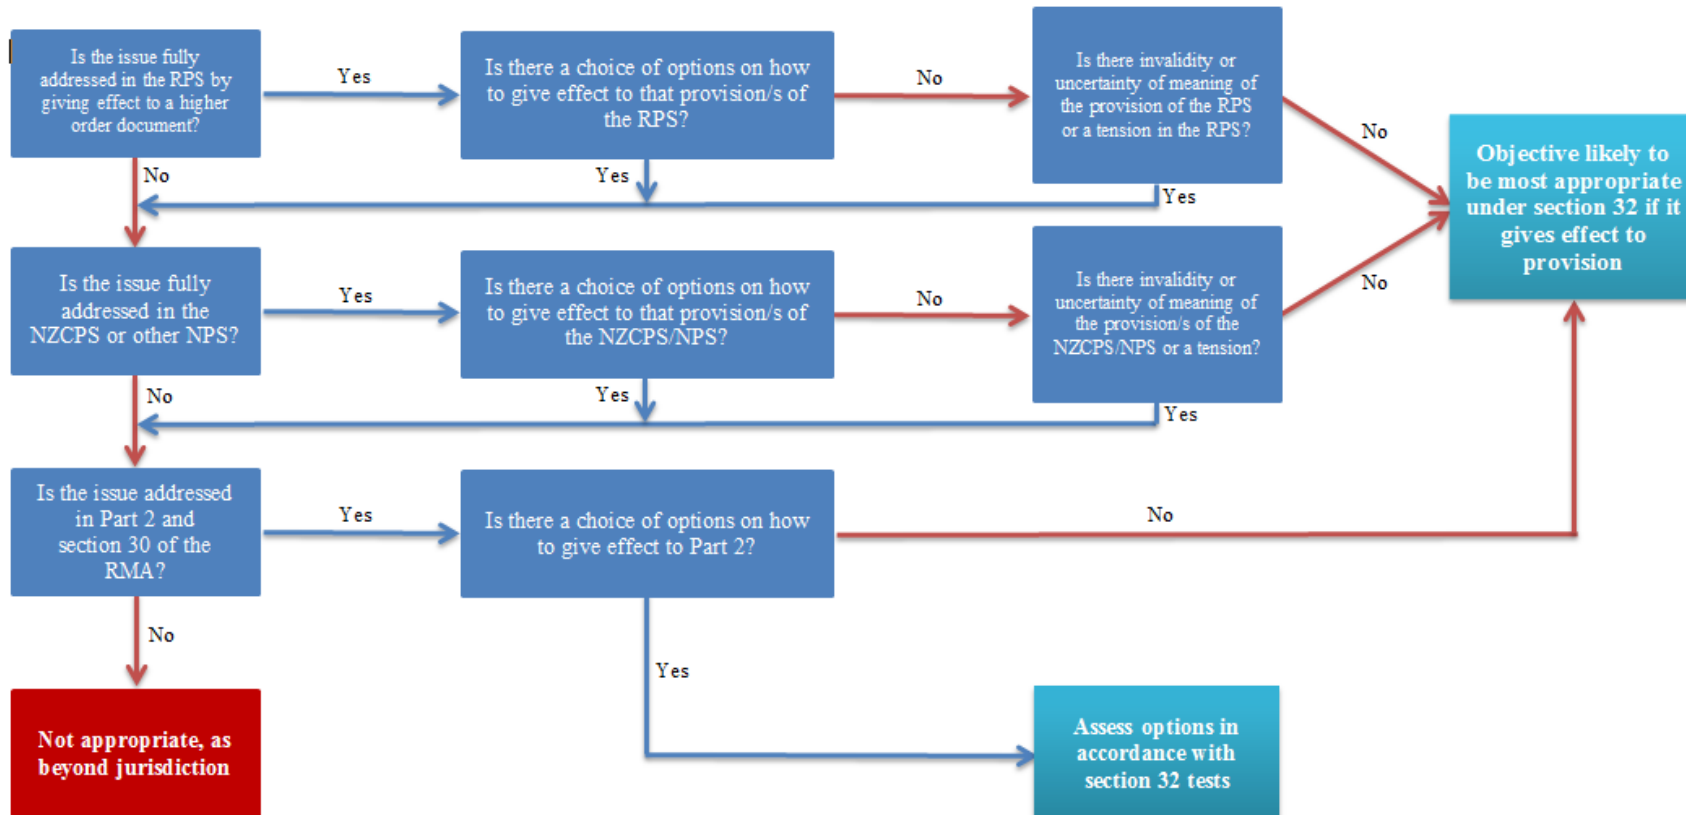 Is the issue fully
addressed in the RPS by
giving effect to a higher
order document?
Yes
Is there a choice of options on how
to give effect to that provision/s of
the RPS?
No
Is there invalidity or
uncertainty of meaning of
the provision of the RPS
or a tension in the RPS?
No
Objective likely to
be most appropriate
under section 32 if it
gives effect to
provision
No
Yes
Yes
Is the issue fully
addressed in the
NZCPS or other NPS?
Yes
Is there a choice of options on how
to give effect to that provision/s of
the NZCPS/NPS?
No
Is there invalidity or
uncertainty of meaning of
the provision/s of the
NZCPS/NPS or a tension?
No
No
Yes
Yes
Is the issue addressed
in Part 2 and
section 30 of the
RMA?
Yes
Is there a choice of options on how
to give effect to Part 2?
No
No
Yes
Not appropriate, as
beyond jurisdiction
Assess options in
accordance with
section 32 tests